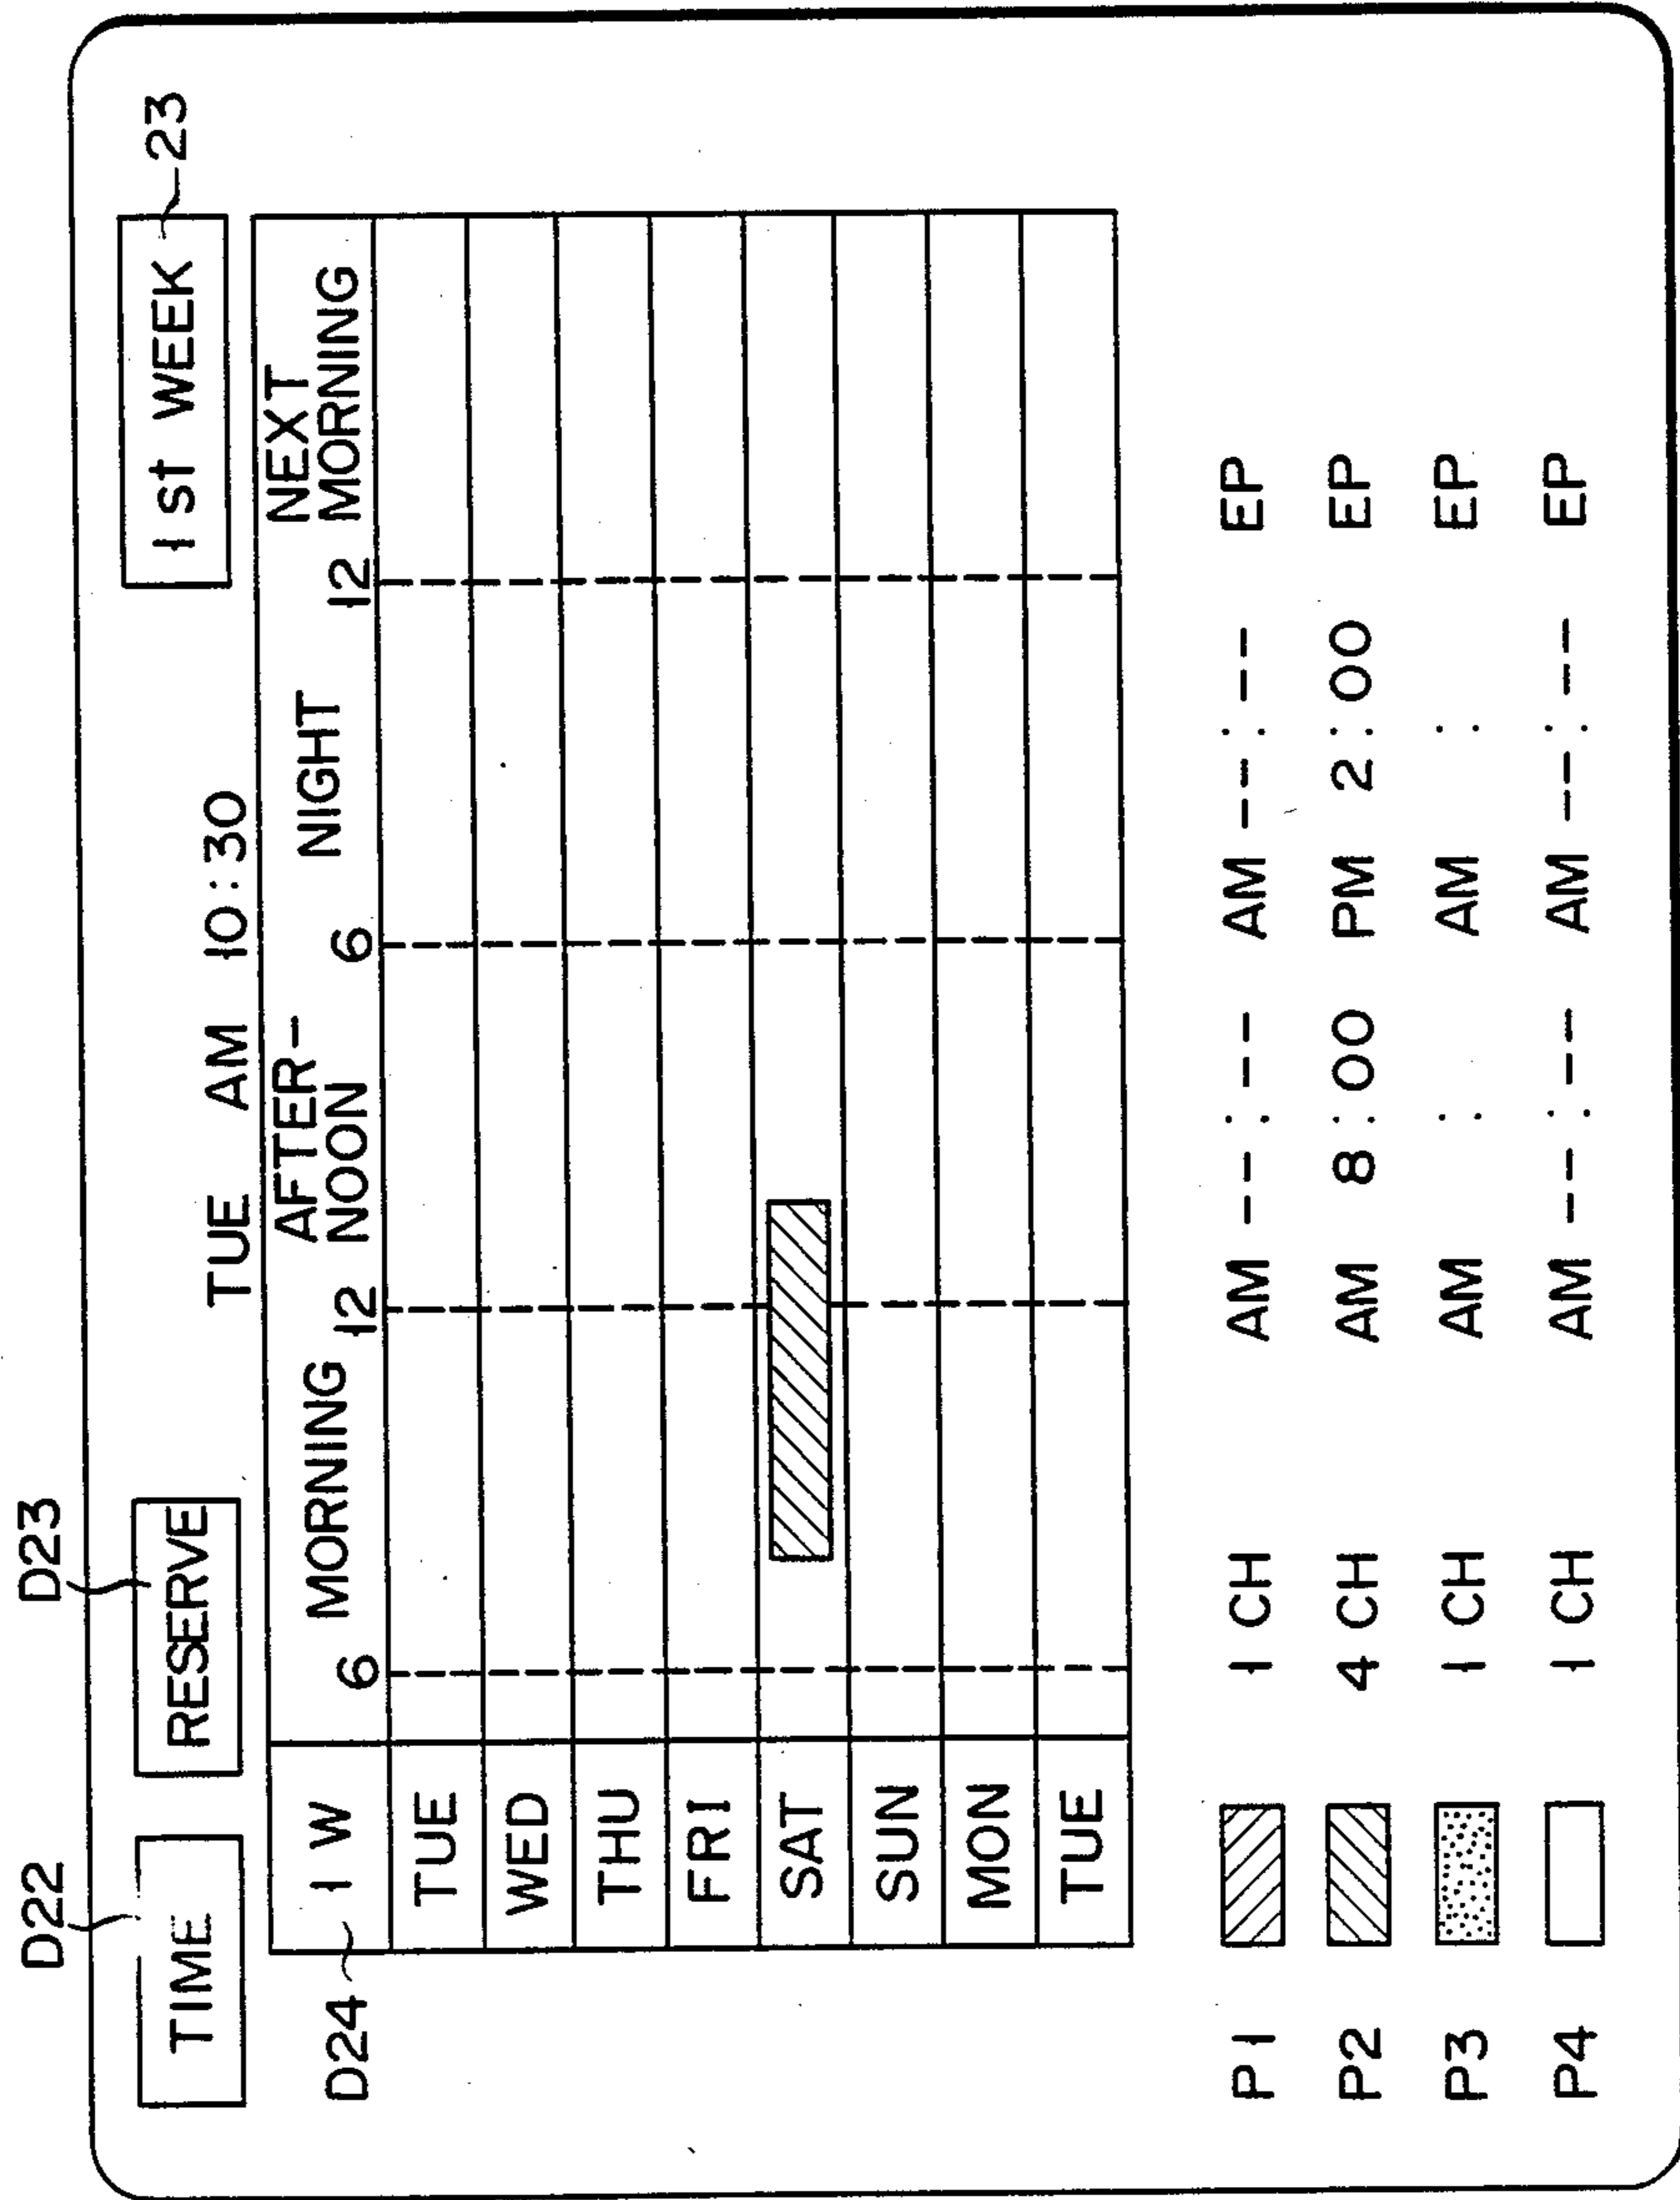 D22 D23
TIME RESERVE 1st WEEK 23
TUE AM 10:30
D24 1 W MORNING AFTER- NIGHT NEXT
NOON MORNING
6 12 6 12
TUE
WED
THU
FRI
SAT
SUN
MON
TUE
P1 1 CH AM --:-- AM --:-- EP
P2 4 CH AM 8:00 PM 2:00 EP
P3 1 CH AM : AM : EP
P4 1 CH AM --:-- AM --:-- EP